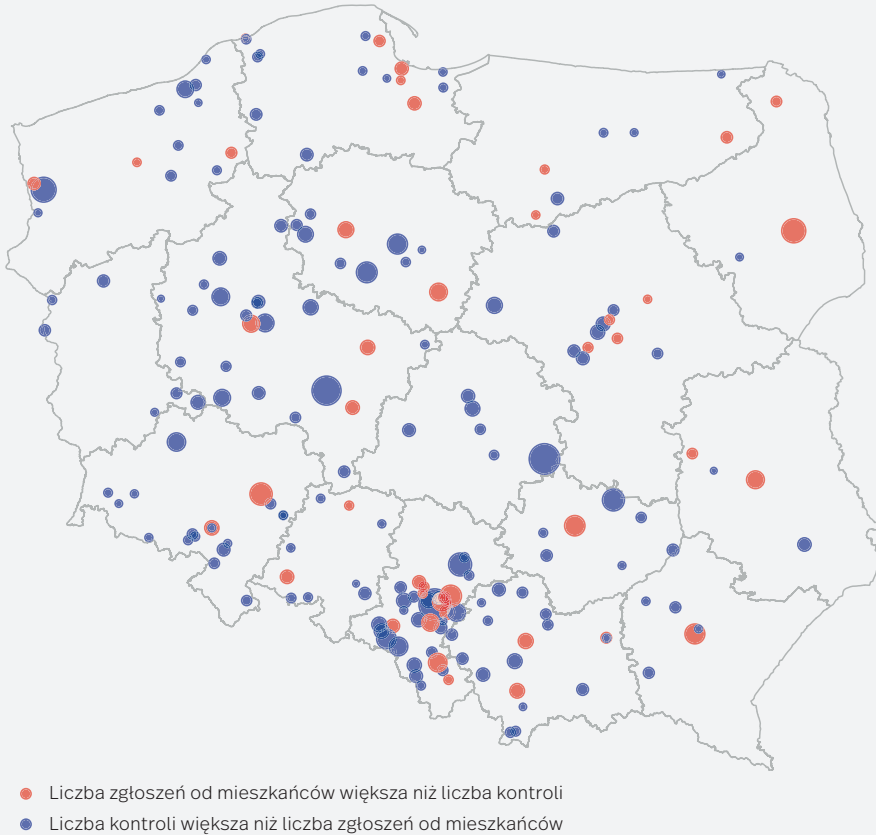 Liczba zgłoszeń od mieszkańców większa niż liczba kontroli
Liczba kontroli większa niż liczba zgłoszeń od mieszkańców